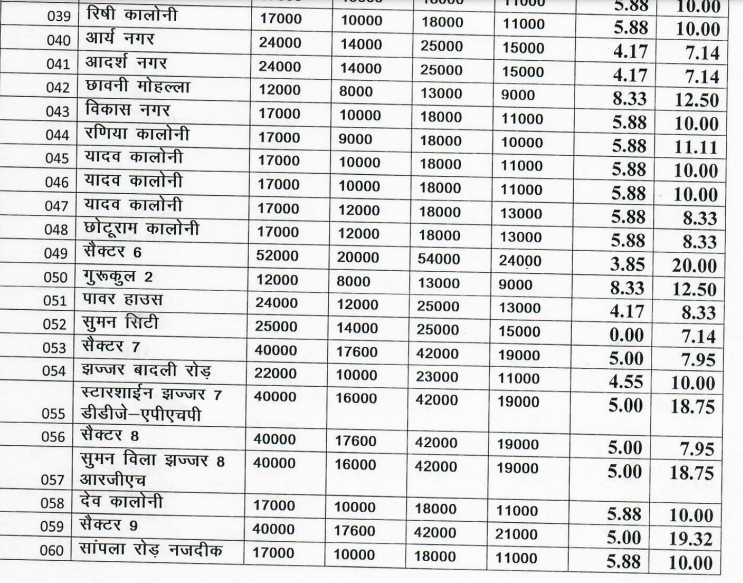 18000 11000 5.88 10.00
039 रिषी कालोनी 17000 10000 18000 11000 5.88 10.00
040 आर्य नगर 24000 14000 25000 15000 4.17 7.14
041 आदर्श नगर 24000 14000 25000 15000 4.17 7.14
042 छावनी मोहल्ला 12000 8000 13000 9000 8.33 12.50
043 विकास नगर 17000 10000 18000 11000 5.88 10.00
044 रणिया कालोनी 17000 9000 18000 10000 5.88 11.11
045 यादव कालोनी 17000 10000 18000 11000 5.88 10.00
046 यादव कालोनी 17000 10000 18000 11000 5.88 10.00
047 यादव कालोनी 17000 12000 18000 13000 5.88 8.33
048 छोटूराम कालोनी 17000 12000 18000 13000 5.88 8.33
049 सैक्टर 6 52000 20000 54000 24000 3.85 20.00
050 गुरूकुल 2 12000 8000 13000 9000 8.33 12.50
051 पावर हाउस 24000 12000 25000 13000 4.17 8.33
052 सुमन सिटी 25000 14000 25000 15000 0.00 7.14
053 सैक्टर 7 40000 17600 42000 19000 5.00 7.95
054 झज्जर बादली रोड़ 22000 10000 23000 11000 4.55 10.00
स्टारशाईन झज्जर 7 40000 16000 42000 19000 5.00 18.75
055 डीडीजे–एपीएचपी
056 सैक्टर 8 40000 17600 42000 19000 5.00 7.95
सुमन विला झज्जर 8 40000 16000 42000 19000 5.00 18.75
057 आरजीएच
058 देव कालोनी 17000 10000 18000 11000 5.88 10.00
059 सैक्टर 9 40000 17600 42000 21000 5.00 19.32
060 सांपला रोड़ नजदीक 17000 10000 18000 11000 5.88 10.00